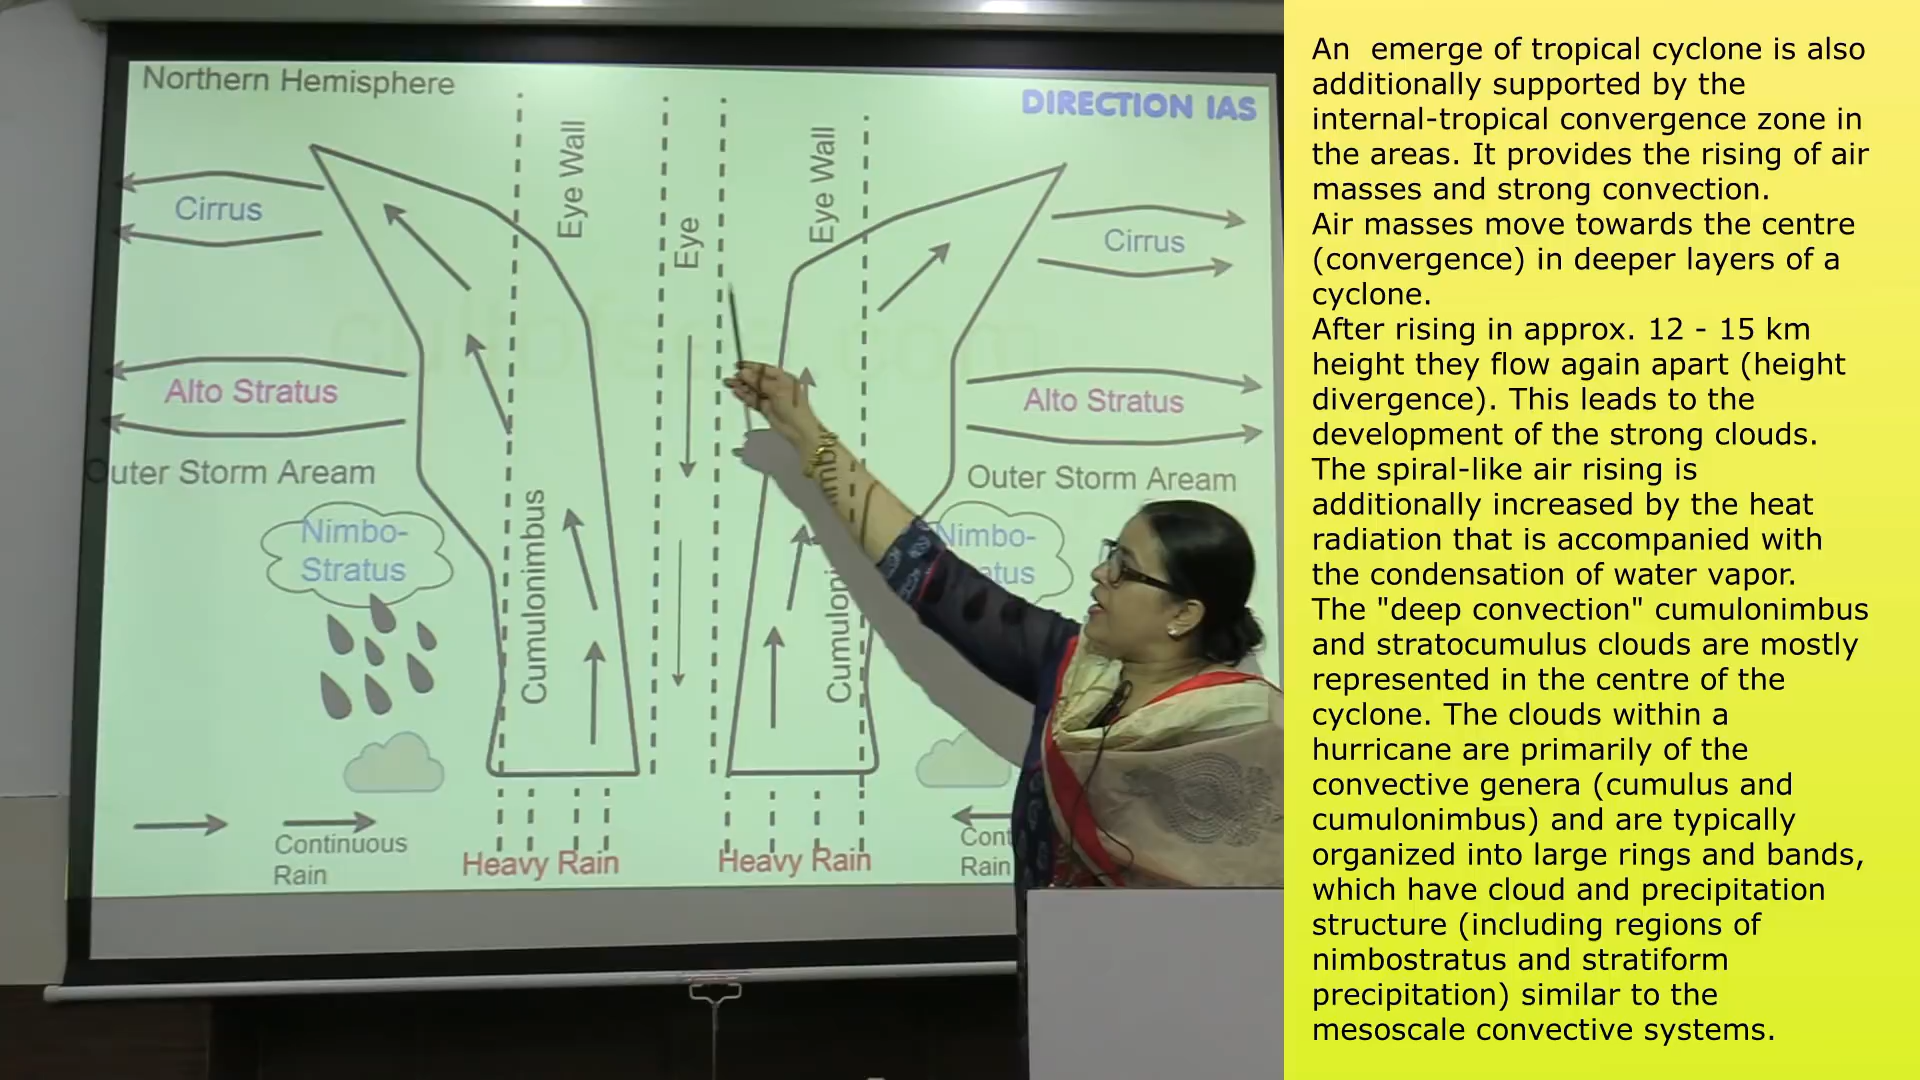 Northern Hemisphere
DIRECTION IAS
Eye Wall
Eye
Eye Wall
Cirrus
Cirrus
Alto Stratus
Alto Stratus
Outer Storm Aream
Outer Storm Aream
Nimbo-
Stratus
Nimbo-
Cumulonimbus
Continuous
Rain
Heavy Rain
Heavy Rain
Rain
An  emerge of tropical cyclone is also
additionally supported by the
internal-tropical convergence zone in
the areas. It provides the rising of air
masses and strong convection.
Air masses move towards the centre
(convergence) in deeper layers of a
cyclone.
After rising in approx. 12 - 15 km
height they flow again apart (height
divergence). This leads to the
development of the strong clouds.
The spiral-like air rising is
additionally increased by the heat
radiation that is accompanied with
the condensation of water vapor.
The "deep convection" cumulonimbus
and stratocumulus clouds are mostly
represented in the centre of the
cyclone. The clouds within a
hurricane are primarily of the
convective genera (cumulus and
cumulonimbus) and are typically
organized into large rings and bands,
which have cloud and precipitation
structure (including regions of
nimbostratus and stratiform
precipitation) similar to the
mesoscale convective systems.